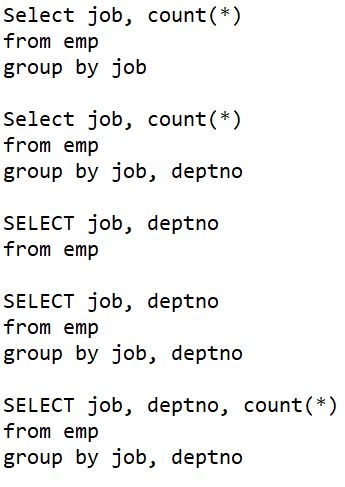 Select job, count(*)
from emp
group by job
Select job, count(*)
from emp
group by job, deptno
SELECT job, deptno
from emp
SELECT job, deptno
from emp
group by job, deptno
SELECT job, deptno, count(*)
from emp
group by job, deptno